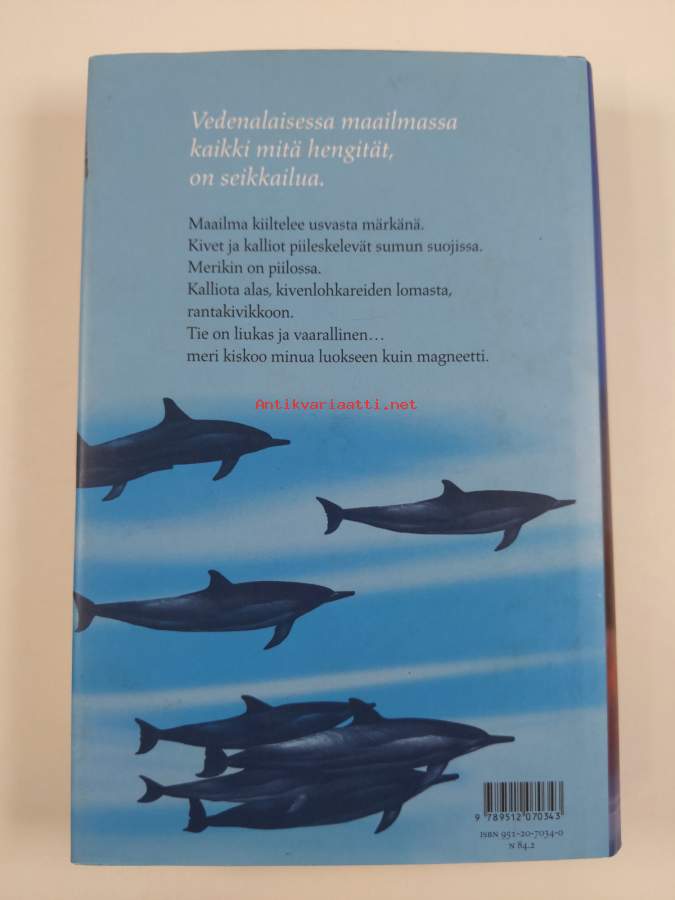 Vedenalaisessa maailmassa
kaikki mitä hengität,
on seikkailua.
Maailma kiiltelee usvasta märkänä.
Kivet ja kalliot piileskelevät sumun suojissa.
Merikin on piilossa.
Kalliota alas, kivenlohkareiden lomasta,
rantakivikkoon.
Tie on liukas ja vaarallinen...
meri kiskoo minua luokseen kuin magneetti.
Antikvariaatti.net
9 789512 070343
ISBN 951-20-7034-0
N 84.2